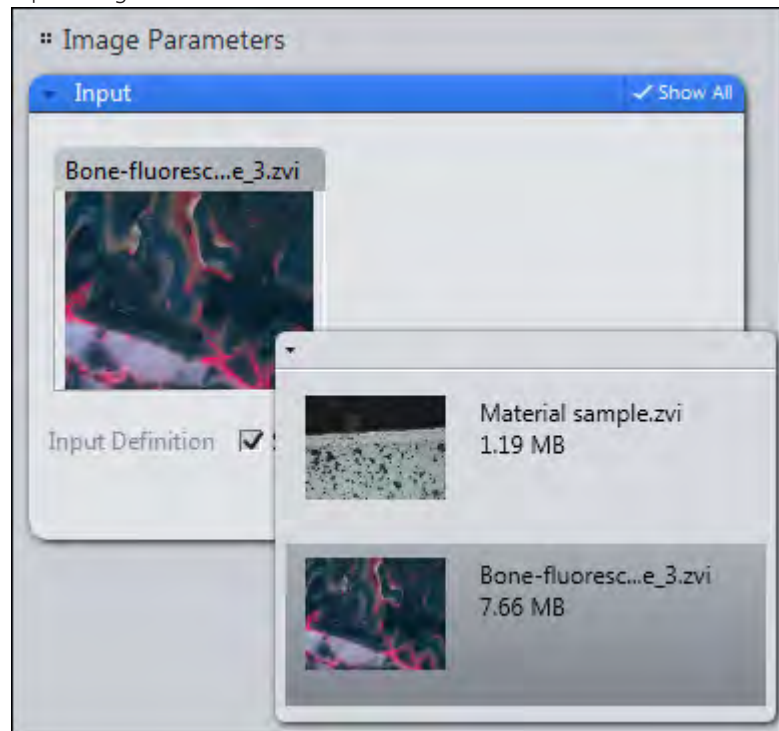 Image Parameters
Input
Show All
Bone-fluoresc...e_3.zvi
Input Definition
Material sample.zvi
1.19 MB
Bone-fluoresc...e_3.zvi
7.66 MB